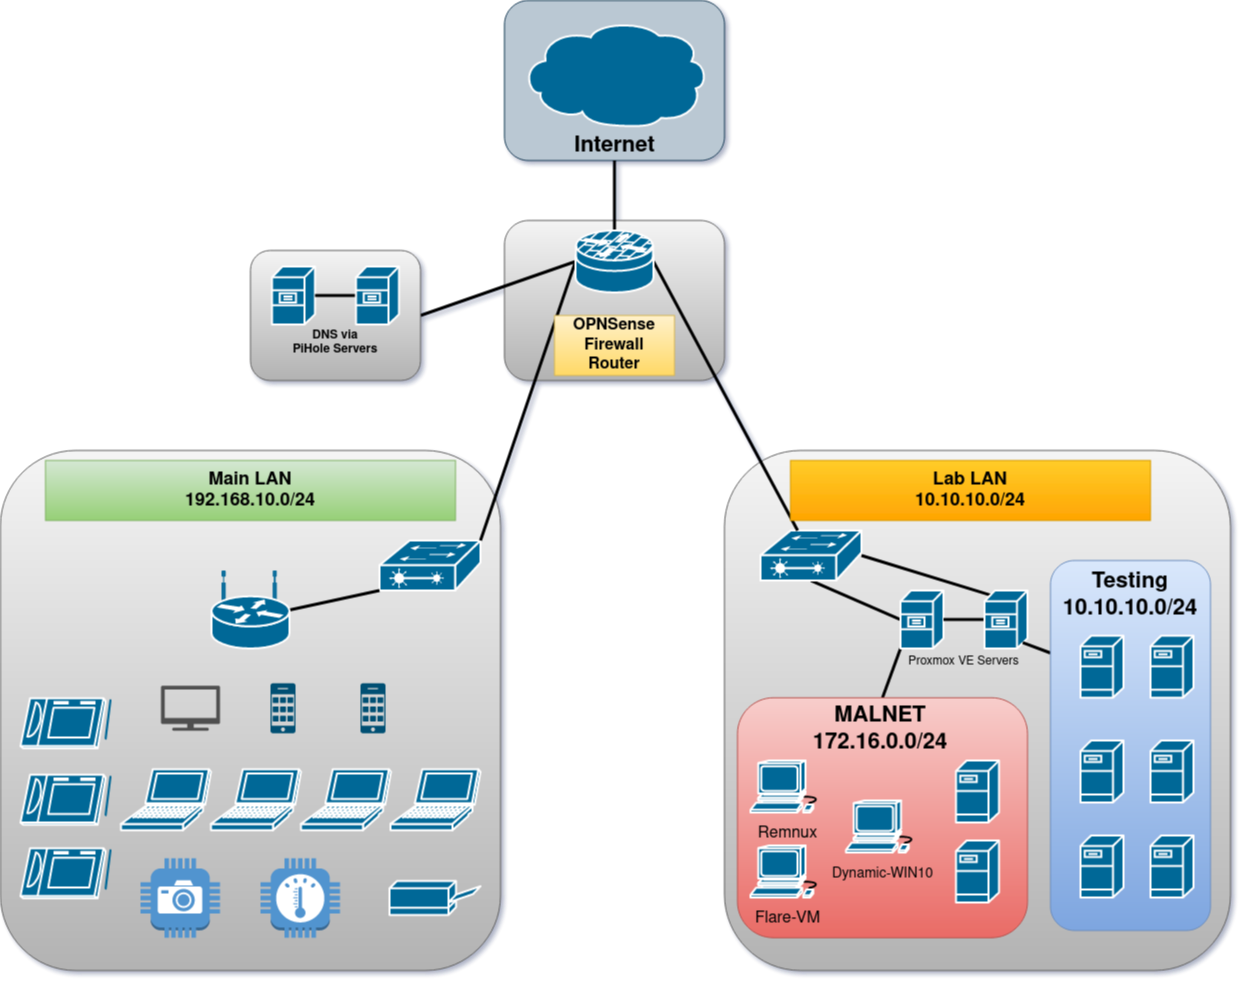 Internet
OPNSense
Firewall
Router
DNS via
PiHole Servers
Main LAN
192.168.10.0/24
Lab LAN
10.10.10.0/24
Proxmox VE Servers
Testing
10.10.10.0/24
MALNET
172.16.0.0/24
Remnux
Dynamic-WIN10
Flare-VM